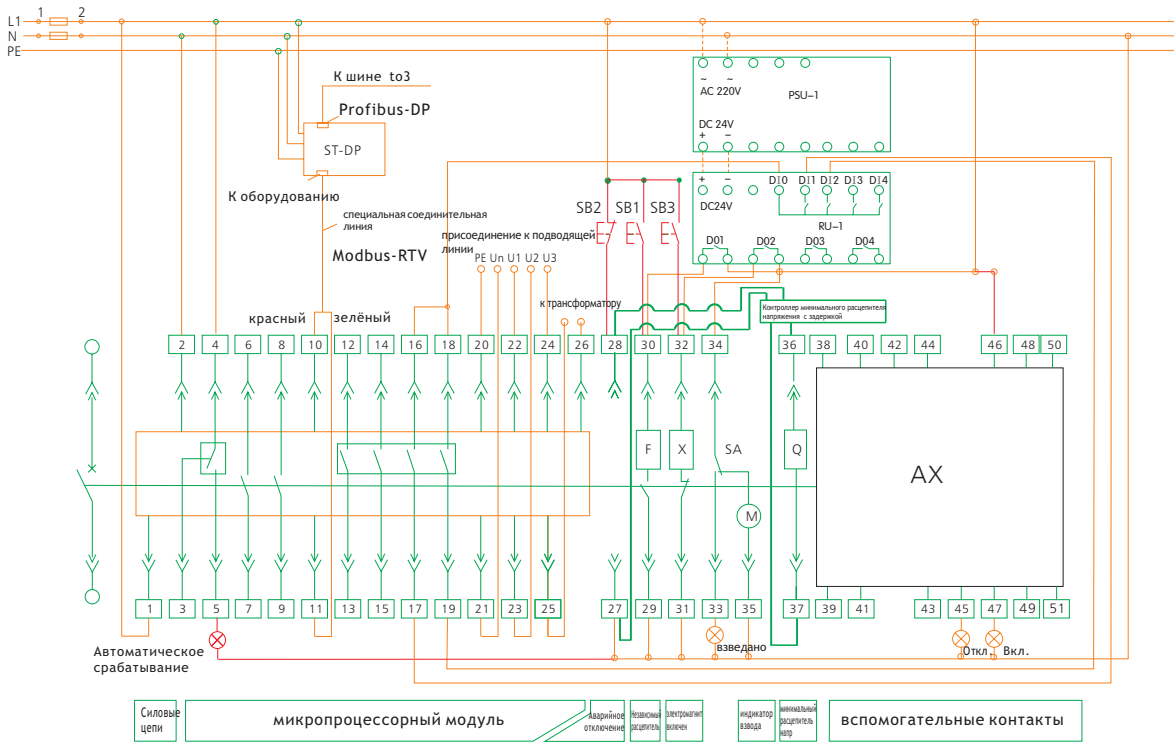 1 2
L1
N
PE
К шине to3
Profibus-DP
ST-DP
К оборудованию
специальная соединительная
линия
Modbus-RTV
присоединение к подводящей
линии
PE Un U1 U2 U3
к трансформатору
красный зелёный
SB2 SB1 SB3
~ ~
AC 220V
PSU-1
DC 24V
+ −
+ −
DC24V
DI0 DI1 DI2 DI3 DI4
RU-1
D01 D02 D03 D04
Контроллер минимального расцепителя
напряжения с задержкой
2 4 6 8 10 12 14 16 18 20 22 24 26 28 30 32 34 36 38 40 42 44 46 48 50
F X SA Q
M
AX
1 3 5 7 9 11 13 15 17 19 21 23 25 27 29 31 33 35 37 39 41 43 45 47 49 51
Автоматическое
срабатывание
взведано
Откл. Вкл.
Силовые
цепи
микропроцессорный модуль
Аварийное
отключение
Независимый
расцепитель
электромагнит
включен
индикатор
взвода
минимальный
расцепитель
напр
вспомогательные контакты